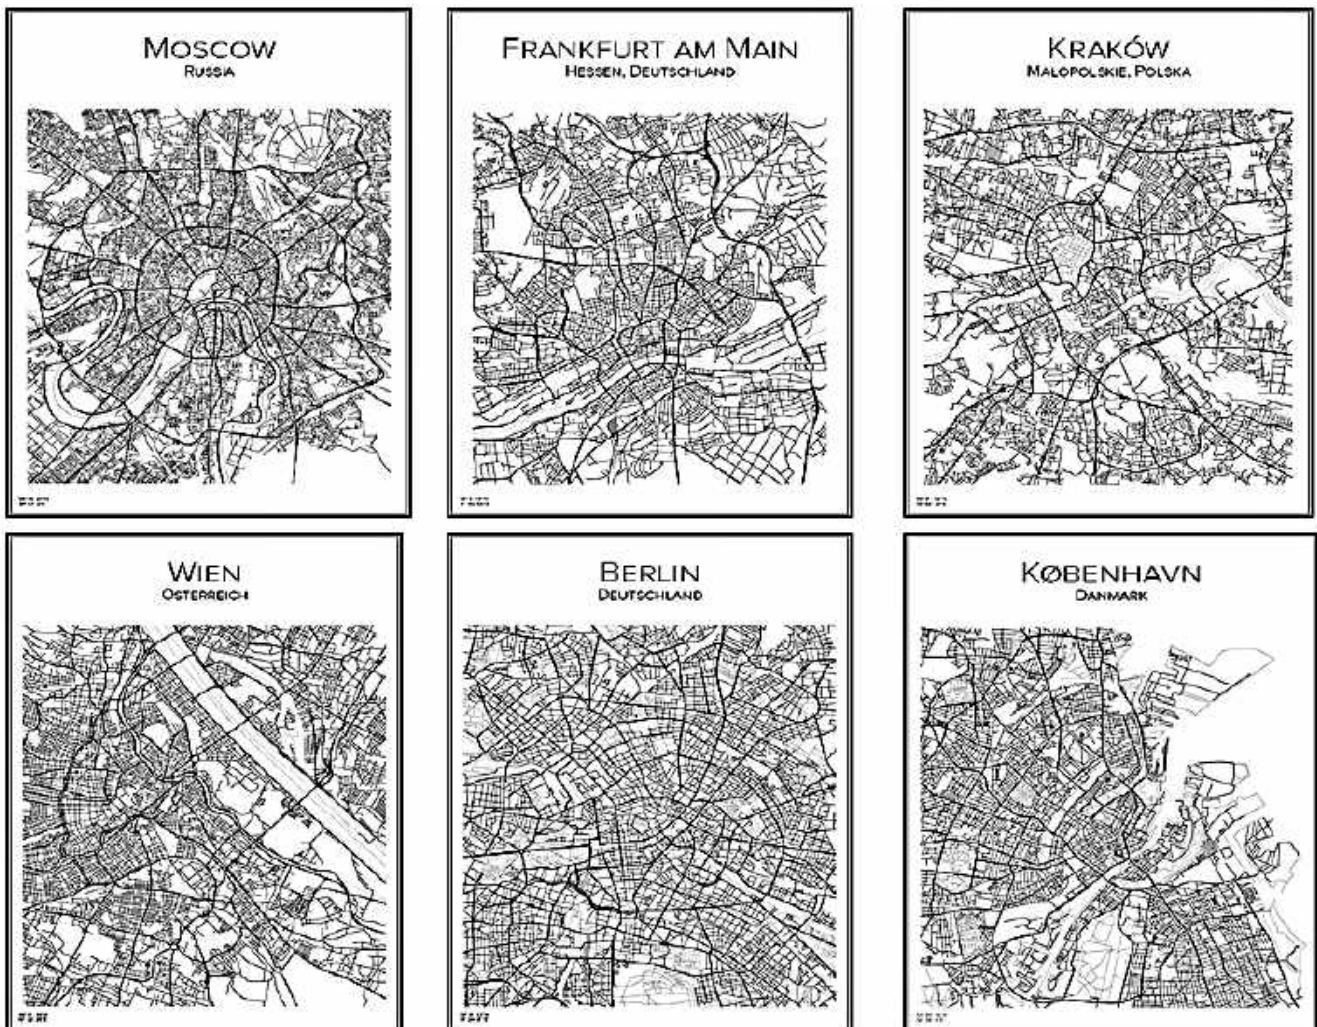 MOSCOW
RUSSIA
FRANKFURT AM MAIN
HESSEN, DEUTSCHLAND
KRAKÓW
MAŁOPOLSKIE, POLSKA
WIEN
ÖSTERREICH
BERLIN
DEUTSCHLAND
KØBENHAVN
DANMARK